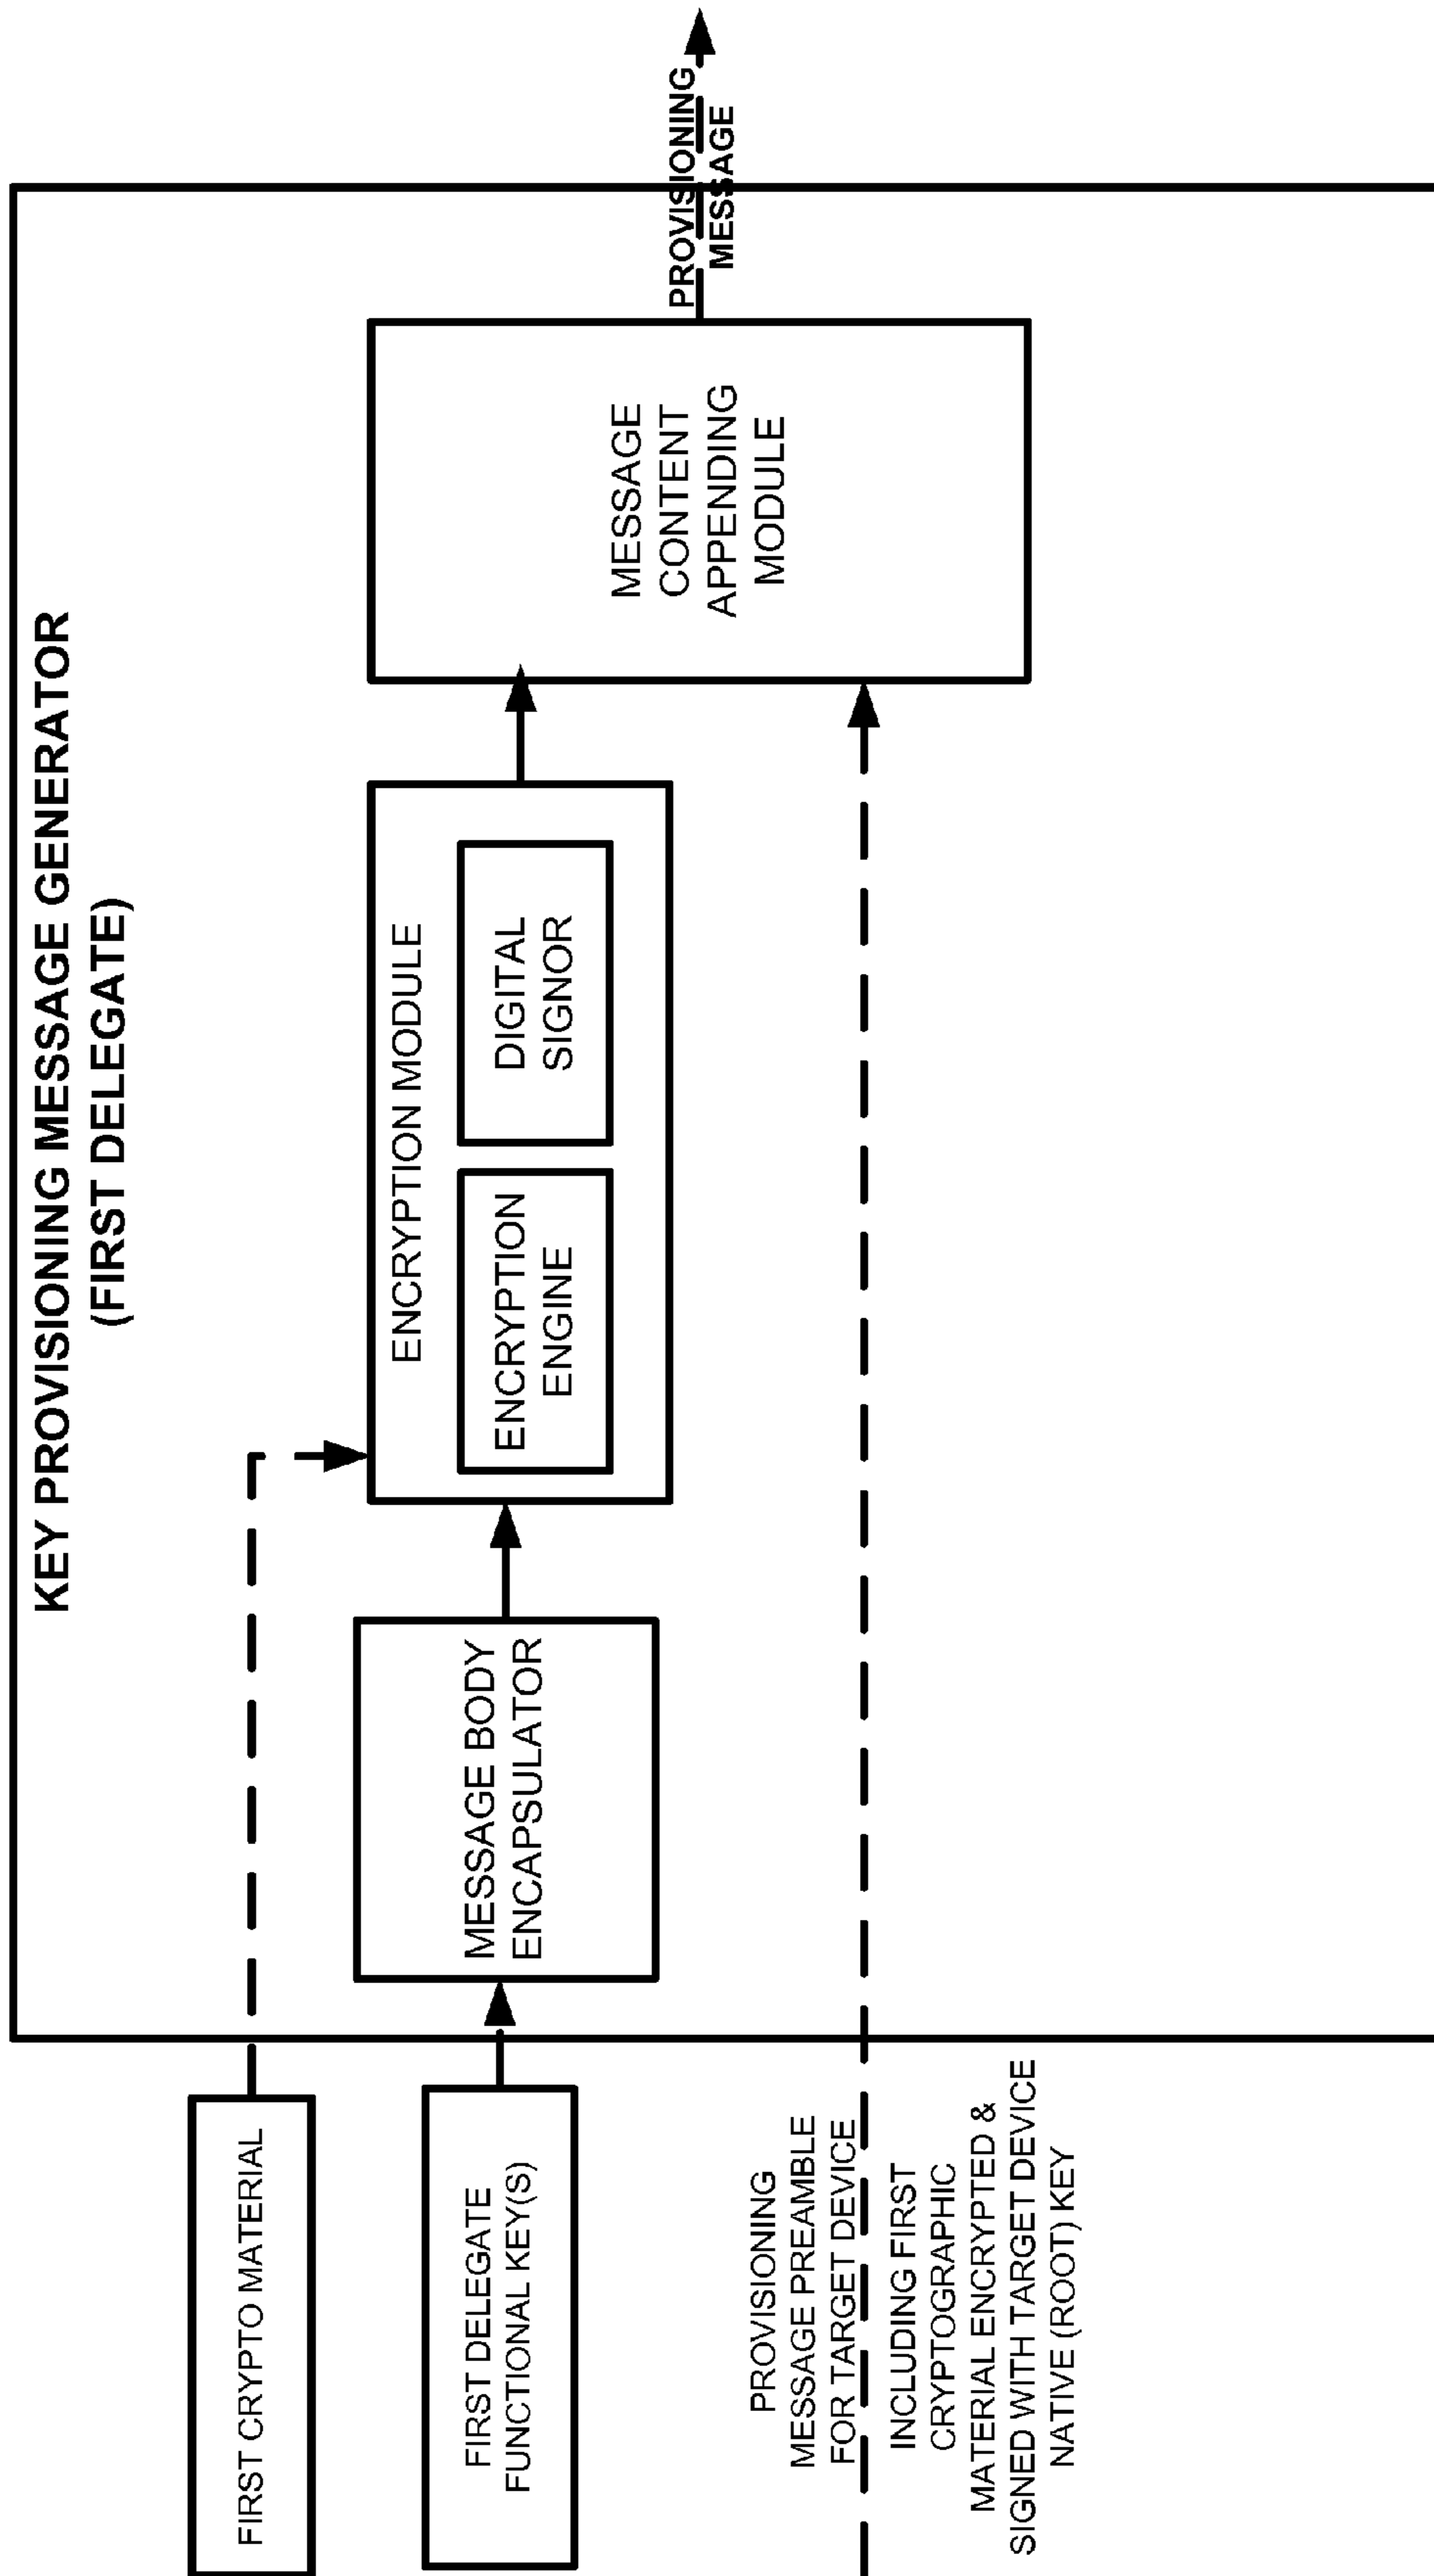 KEY PROVISIONING MESSAGE GENERATOR
(FIRST DELEGATE)
FIRST CRYPTO MATERIAL
FIRST DELEGATE
FUNCTIONAL KEY(S)
MESSAGE BODY
ENCAPSULATOR
ENCRYPTION MODULE
ENCRYPTION
ENGINE
DIGITAL
SIGNOR
MESSAGE
CONTENT
APPENDING
MODULE
PROVISIONING
MESSAGE
PROVISIONING
MESSAGE PREAMBLE
FOR TARGET DEVICE
INCLUDING FIRST
CRYPTOGRAPHIC
MATERIAL ENCRYPTED &
SIGNED WITH TARGET DEVICE
NATIVE (ROOT) KEY